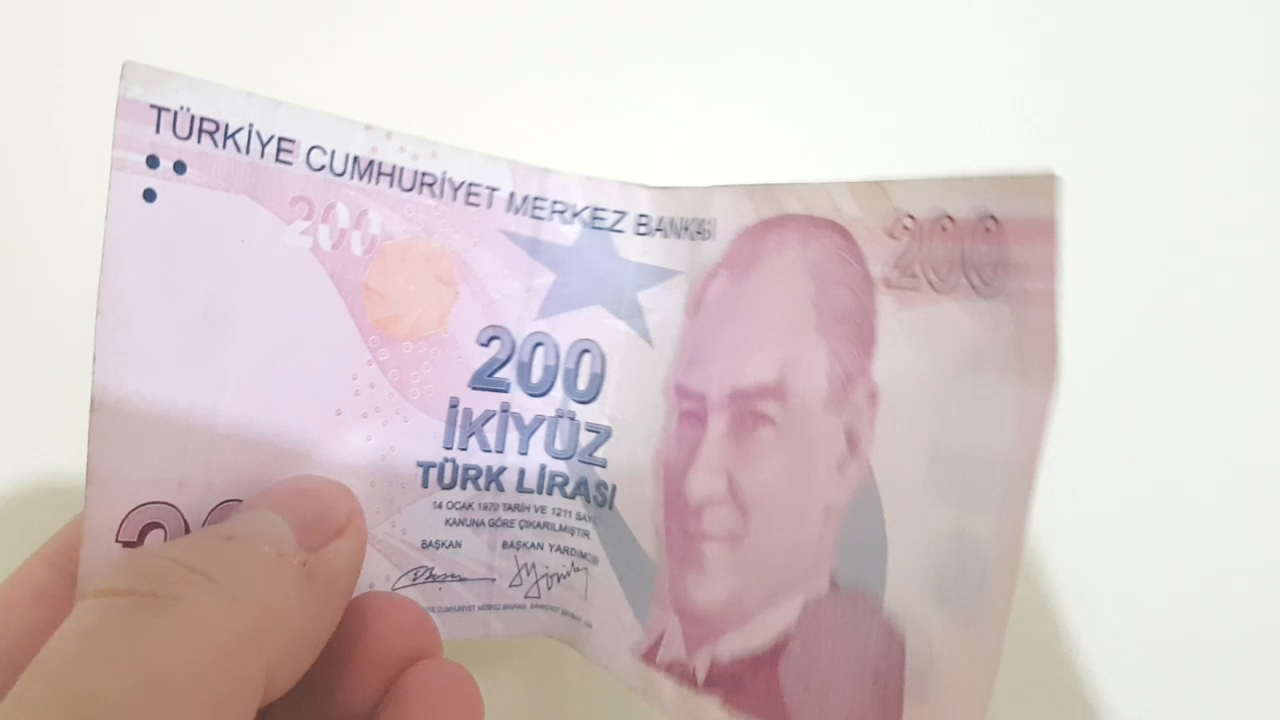 TÜRKİYE CUMHURİYET MERKEZ BANKASI
200
200
200
İKİYÜZ
TÜRK LİRASI
14 OCAK 1970 TARİH VE 1211 SAYILI
KANUNA GÖRE ÇIKARILMIŞTIR.
BAŞKAN BAŞKAN YARDIMCISI